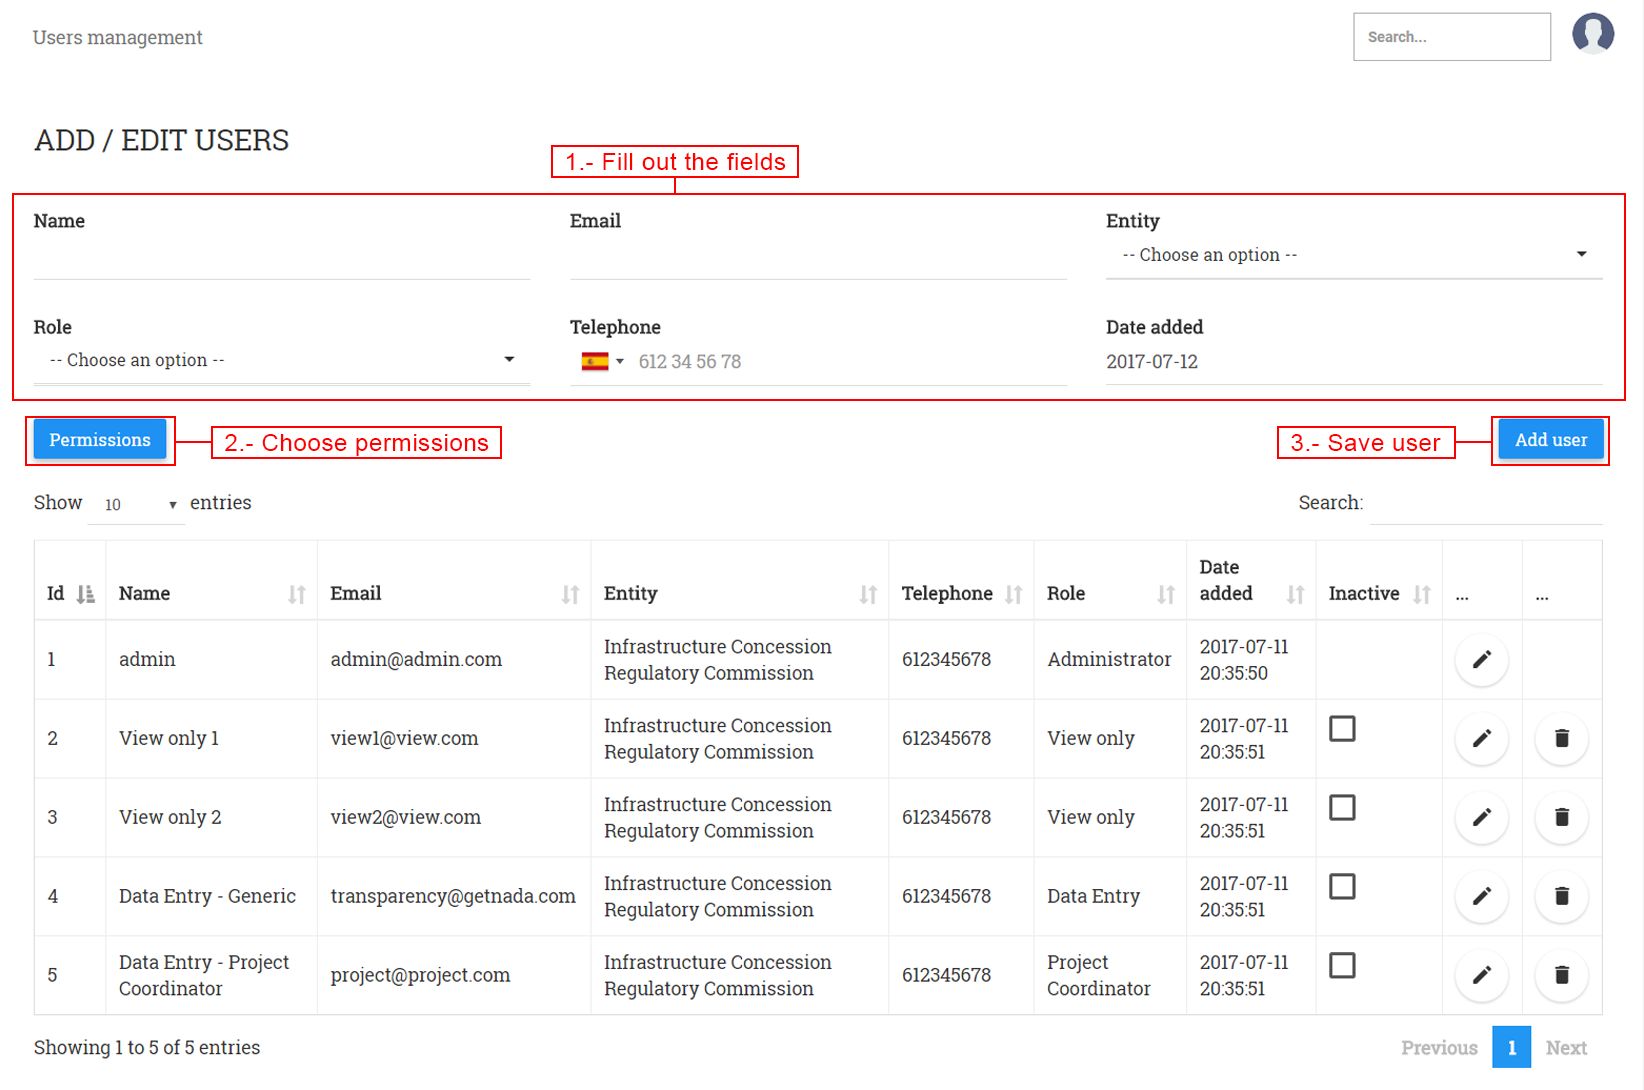 Users management
Search...
ADD / EDIT USERS
1.- Fill out the fields
Name
Email
Entity
-- Choose an option --
Role
Telephone
Date added
-- Choose an option --
612 34 56 78
2017-07-12
Permissions
2.- Choose permissions
3.- Save user
Add user
Show 10 entries
Search:
Id Name Email Entity Telephone Role Date added Inactive ... ...
1 admin admin@admin.com Infrastructure Concession Regulatory Commission 612345678 Administrator 2017-07-11 20:35:50
2 View only 1 view1@view.com Infrastructure Concession Regulatory Commission 612345678 View only 2017-07-11 20:35:51
3 View only 2 view2@view.com Infrastructure Concession Regulatory Commission 612345678 View only 2017-07-11 20:35:51
4 Data Entry - Generic transparency@getnada.com Infrastructure Concession Regulatory Commission 612345678 Data Entry 2017-07-11 20:35:51
5 Data Entry - Project Coordinator project@project.com Infrastructure Concession Regulatory Commission 612345678 Project Coordinator 2017-07-11 20:35:51
Showing 1 to 5 of 5 entries
Previous 1 Next